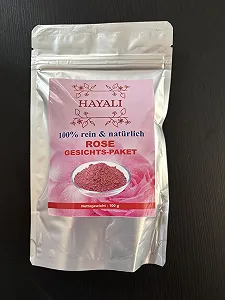 HAYALI
100% rein & natürlich
ROSE
GESICHTS-PAKET
Nettogewicht : 100 g